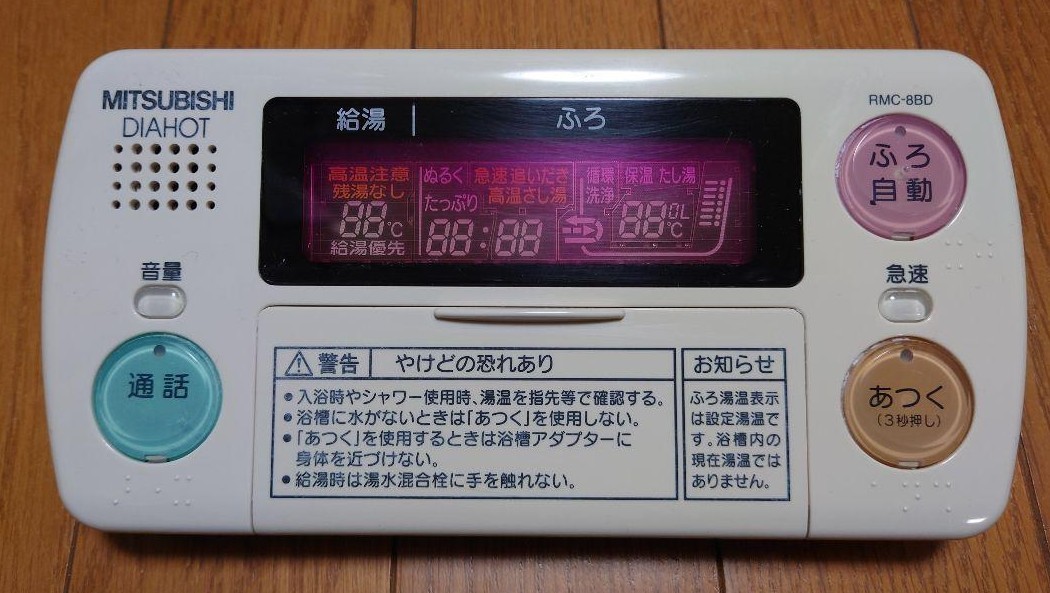 MITSUBISHI
DIAHOT
給湯
ふろ
RMC-8BD
ふろ
自動
高温注意
残湯なし
88℃
給湯優先
ぬるく
急速追いだき
たっぷり
高温さし湯
88:88
循環
保温
たし湯
洗浄
88
0L
℃
音量
急速
通話
あつく
(3秒押し)
警告
やけどの恐れあり
●入浴時やシャワー使用時、湯温を指先等で確認する。
●浴槽に水がないときは「あつく」を使用しない。
●「あつく」を使用するときは浴槽アダプターに
身体を近づけない。
●給湯時は湯水混合栓に手を触れない。
お知らせ
ふろ湯温表示
は設定湯温で
す。浴槽内の
現在湯温では
ありません。